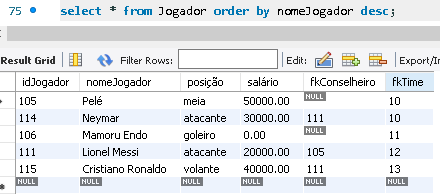 75 select * from Jogador order by nomeJogador desc;
Result Grid Filter Rows: Edit: Export/Im
idJogador nomeJogador posição salário fkConselheiro fkTime
105 Pelé meia 50000.00 NULL 10
114 Neymar atacante 30000.00 111 10
106 Mamoru Endo goleiro 0.00 NULL 11
111 Lionel Messi atacante 20000.00 105 12
115 Cristiano Ronaldo volante 40000.00 111 13
NULL NULL NULL NULL NULL NULL